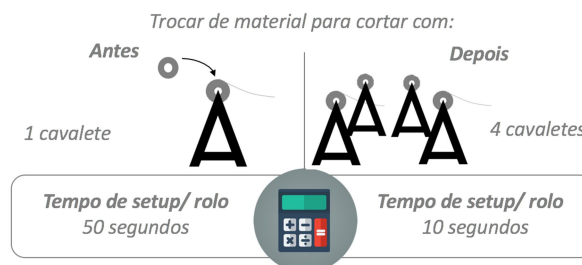 Trocar de material para cortar com:
Antes
Depois
1 cavalete
4 cavaletes
Tempo de setup/ rolo
50 segundos
Tempo de setup/ rolo
10 segundos